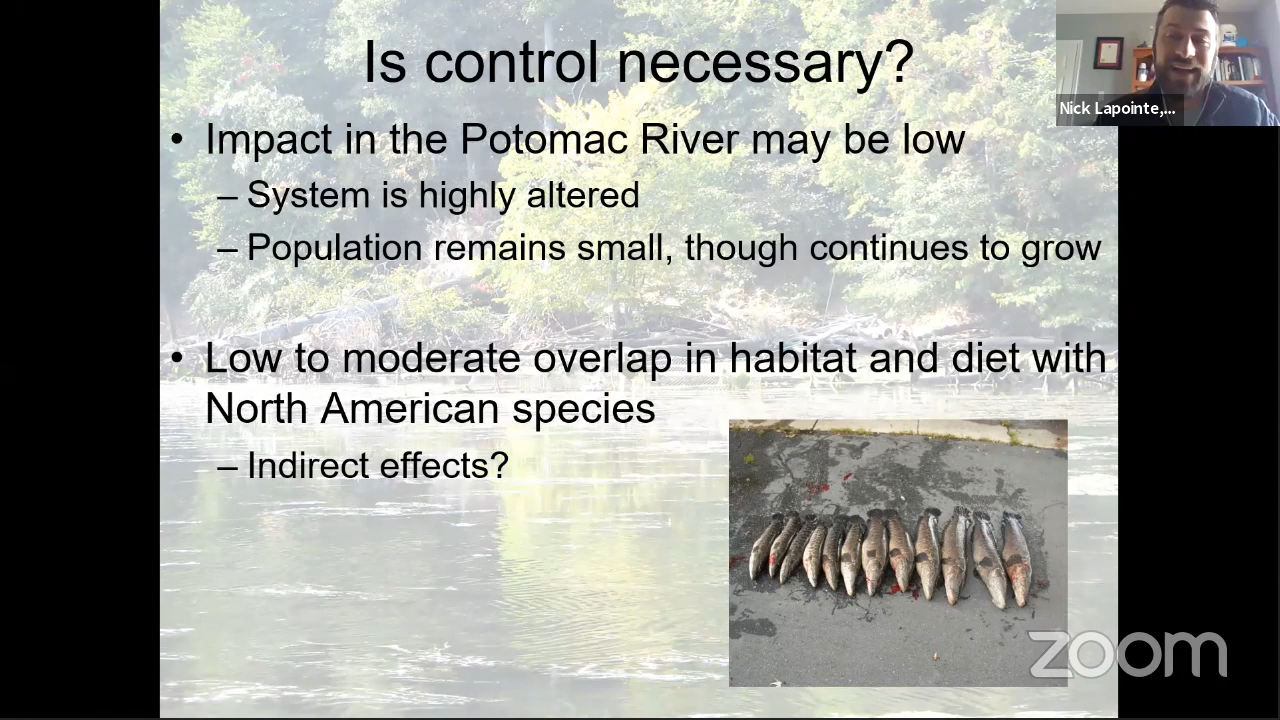 Is control necessary?
Nick Lapointe,...
• Impact in the Potomac River may be low
– System is highly altered
– Population remains small, though continues to grow
• Low to moderate overlap in habitat and diet with
North American species
– Indirect effects?
zoom